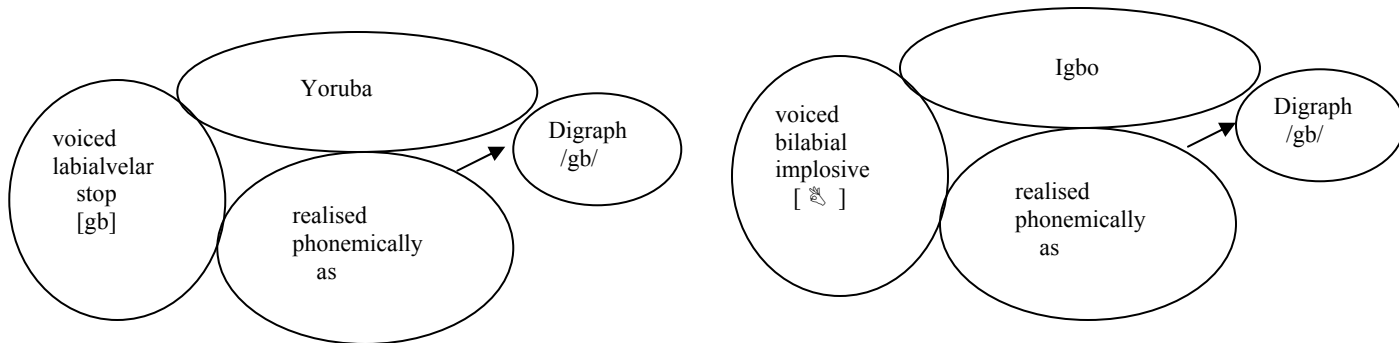 Yoruba
voiced
labialvelar
stop
[gb]
Digraph
/gb/
realised
phonemically
as
Igbo
voiced
bilabial
implosive
[ 👌 ]
Digraph
/gb/
realised
phonemically
as